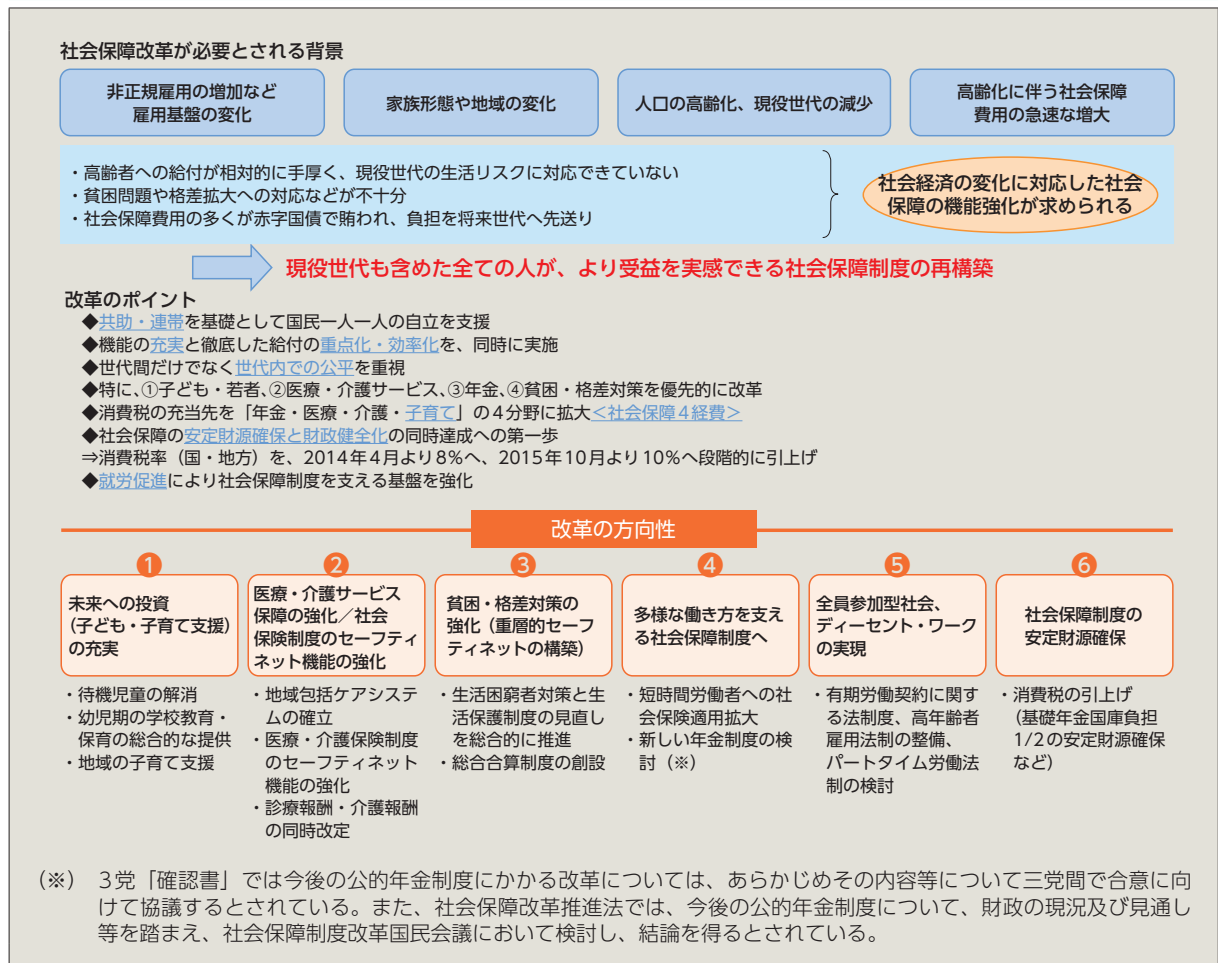 社会保障改革が必要とされる背景
非正規雇用の増加など
雇用基盤の変化
家族形態や地域の変化
人口の高齢化、現役世代の減少
高齢化に伴う社会保障
費用の急速な増大
・高齢者への給付が相対的に手厚く、現役世代の生活リスクに対応できていない
・貧困問題や格差拡大への対応などが不十分
・社会保障費用の多くが赤字国債で賄われ、負担を将来世代へ先送り
社会経済の変化に対応した社会
保障の機能強化が求められる
現役世代も含めた全ての人が、より受益を実感できる社会保障制度の再構築
改革のポイント
◆共助・連帯を基礎として国民一人一人の自立を支援
◆機能の充実と徹底した給付の重点化・効率化を、同時に実施
◆世代間だけでなく世代内での公平を重視
◆特に、①子ども・若者、②医療・介護サービス、③年金、④貧困・格差対策を優先的に改革
◆消費税の充当先を「年金・医療・介護・子育て」の4分野に拡大＜社会保障4経費＞
◆社会保障の安定財源確保と財政健全化の同時達成への第一歩
⇒消費税率（国・地方）を、2014年4月より8%へ、2015年10月より10%へ段階的に引上げ
◆就労促進により社会保障制度を支える基盤を強化
改革の方向性
❶
未来への投資
（子ども・子育て支援）
の充実
・待機児童の解消
・幼児期の学校教育・
保育の総合的な提供
・地域の子育て支援
❷
医療・介護サービス
保障の強化／社会
保険制度のセーフティ
ネット機能の強化
・地域包括ケアシステ
ムの確立
・医療・介護保険制度
のセーフティネット
機能の強化
・診療報酬・介護報酬
の同時改定
❸
貧困・格差対策の
強化（重層的セーフ
ティネットの構築）
・生活困窮者対策と生
活保護制度の見直し
を総合的に推進
・総合合算制度の創設
❹
多様な働き方を支え
る社会保障制度へ
・短時間労働者への社
会保険適用拡大
・新しい年金制度の検
討（※）
❺
全員参加型社会、
ディーセント・ワーク
の実現
・有期労働契約に関す
る法制度、高年齢者
雇用法制の整備、
パートタイム労働法
制の検討
❻
社会保障制度の
安定財源確保
・消費税の引上げ
（基礎年金国庫負担
1/2の安定財源確保
など）
（※）　3党「確認書」では今後の公的年金制度にかかる改革については、あらかじめその内容等について三党間で合意に向
けて協議するとされている。また、社会保障改革推進法では、今後の公的年金制度について、財政の現況及び見通し
等を踏まえ、社会保障制度改革国民会議において検討し、結論を得るとされている。